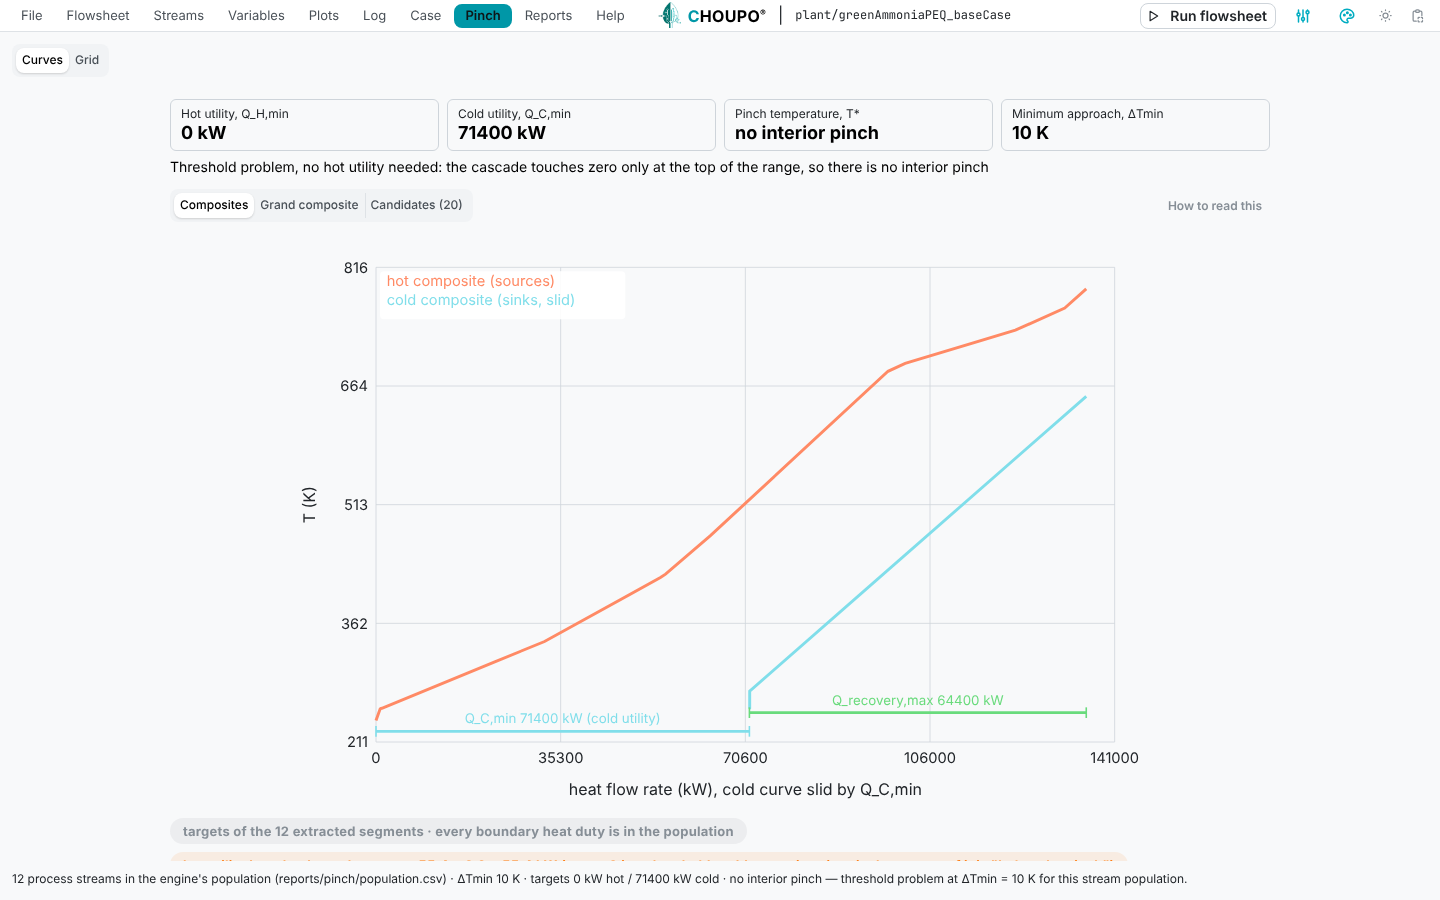 File Flowsheet Streams Variables Plots Log Case Pinch Reports Help CHOUPO® plant/greenAmmoniaPEQ_baseCase Run flowsheet
Curves Grid
Hot utility, Q_H,min
0 kW
Cold utility, Q_C,min
71400 kW
Pinch temperature, T*
no interior pinch
Minimum approach, ΔTmin
10 K
Threshold problem, no hot utility needed: the cascade touches zero only at the top of the range, so there is no interior pinch
Composites Grand composite Candidates (20) How to read this
816
hot composite (sources)
cold composite (sinks, slid)
664
513
T (K)
362
Q_recovery,max 64400 kW
Q_C,min 71400 kW (cold utility)
211
0 35300 70600 106000 141000
heat flow rate (kW), cold curve slid by Q_C,min
targets of the 12 extracted segments · every boundary heat duty is in the population
12 process streams in the engine's population (reports/pinch/population.csv) · ΔTmin 10 K · targets 0 kW hot / 71400 kW cold · no interior pinch — threshold problem at ΔTmin = 10 K for this stream population.